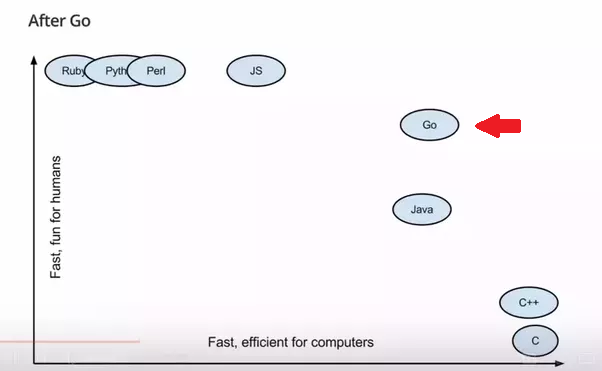 After Go
Ruby Pyth Perl JS
Go
Java
C++
C
Fast, fun for humans
Fast, efficient for computers